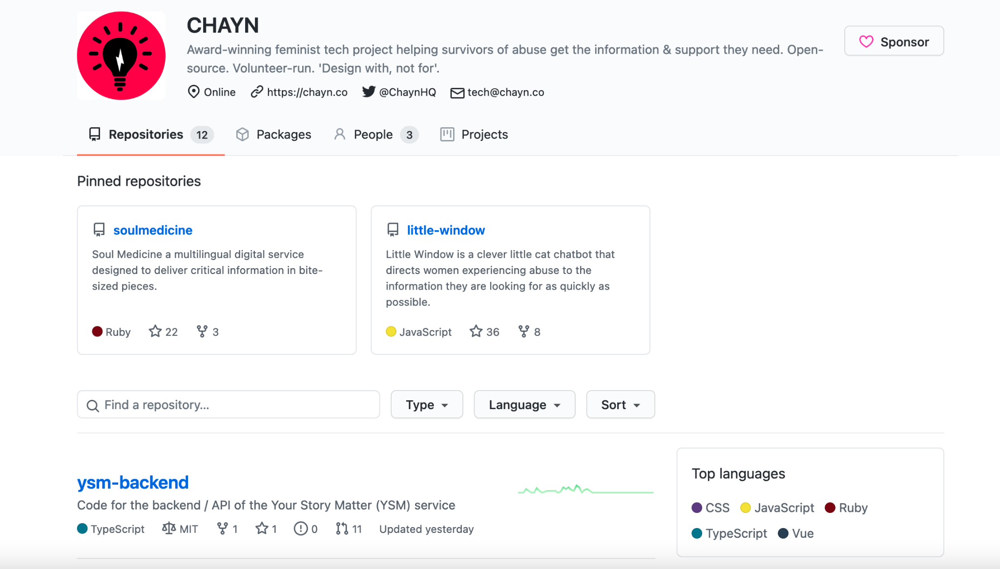 CHAYN
Award-winning feminist tech project helping survivors of abuse get the information & support they need. Open-
source. Volunteer-run. 'Design with, not for'.
Online https://chayn.co @ChaynHQ tech@chayn.co
Sponsor
Repositories 12 Packages People 3 Projects
Pinned repositories
soulmedicine
Soul Medicine a multilingual digital service
designed to deliver critical information in bite-
sized pieces.
Ruby 22 3
little-window
Little Window is a clever little cat chatbot that
directs women experiencing abuse to the
information they are looking for as quickly as
possible.
JavaScript 36 8
Find a repository... Type Language Sort
ysm-backend
Code for the backend / API of the Your Story Matter (YSM) service
TypeScript MIT 1 1 0 11 Updated yesterday
Top languages
CSS JavaScript Ruby
TypeScript Vue